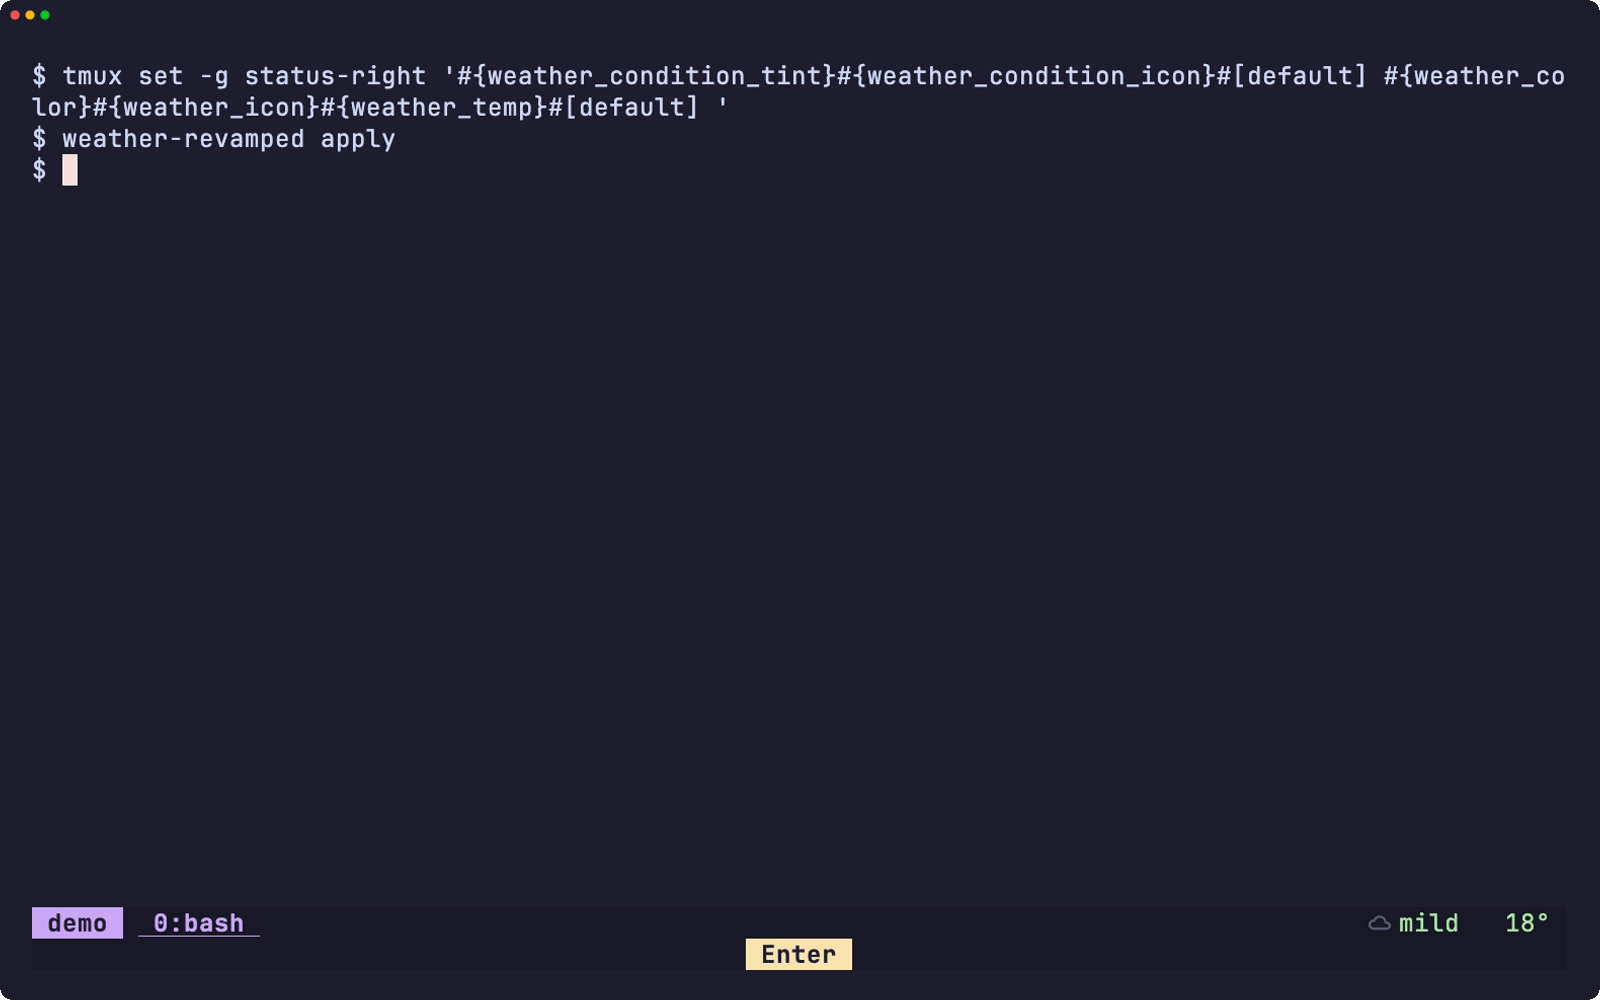 $ tmux set -g status-right '#{weather_condition_tint}#{weather_condition_icon}#[default] #{weather_co
lor}#{weather_icon}#{weather_temp}#[default] '
$ weather-revamped apply
$
demo 0:bash mild 18°
Enter